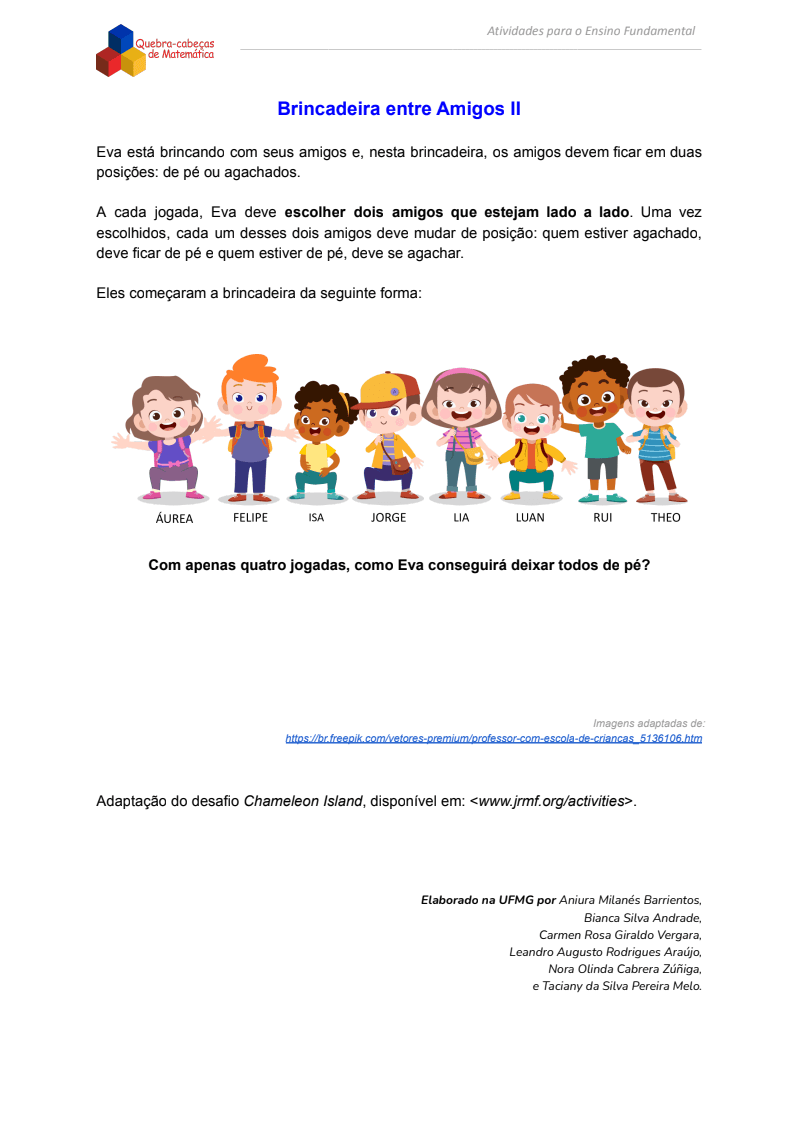 Quebra-cabeças
de Matemática
Atividades para o Ensino Fundamental
Brincadeira entre Amigos II
Eva está brincando com seus amigos e, nesta brincadeira, os amigos devem ficar em duas
posições: de pé ou agachados.
A cada jogada, Eva deve escolher dois amigos que estejam lado a lado. Uma vez
escolhidos, cada um desses dois amigos deve mudar de posição: quem estiver agachado,
deve ficar de pé e quem estiver de pé, deve se agachar.
Eles começaram a brincadeira da seguinte forma:
ÁUREA FELIPE ISA JORGE LIA LUAN RUI THEO
Com apenas quatro jogadas, como Eva conseguirá deixar todos de pé?
Imagens adaptadas de:
https://br.freepik.com/vetores-premium/professor-com-escola-de-criancas_5136106.htm
Adaptação do desafio Chameleon Island, disponível em: <www.jrmf.org/activities>.
Elaborado na UFMG por Aniura Milanés Barrientos,
Bianca Silva Andrade,
Carmen Rosa Giraldo Vergara,
Leandro Augusto Rodrigues Araújo,
Nora Olinda Cabrera Zúñiga,
e Taciany da Silva Pereira Melo.